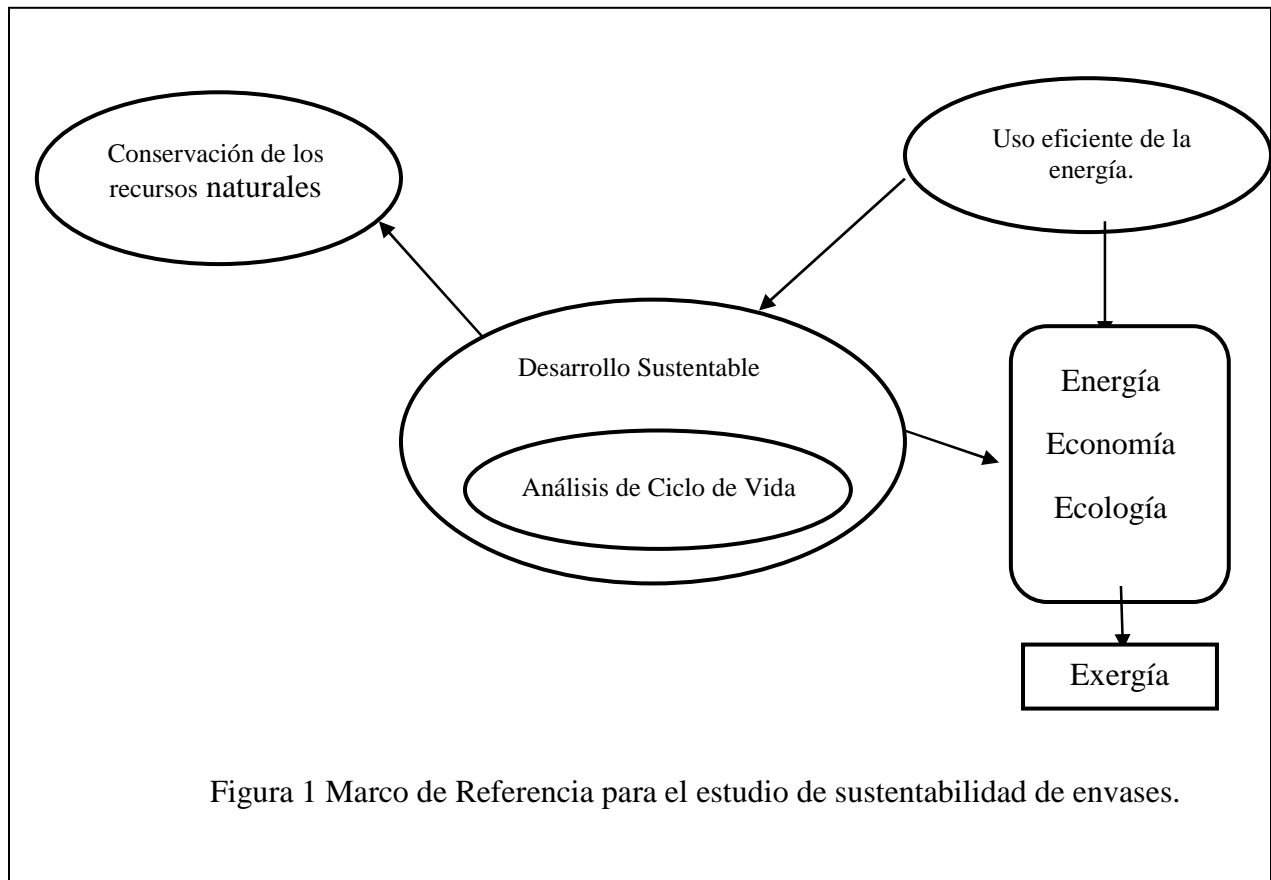 Conservación de los
recursos naturales
Uso eficiente de la
energía.
Desarrollo Sustentable
Análisis de Ciclo de Vida
Energía
Economía
Ecología
Exergía
Figura 1 Marco de Referencia para el estudio de sustentabilidad de envases.